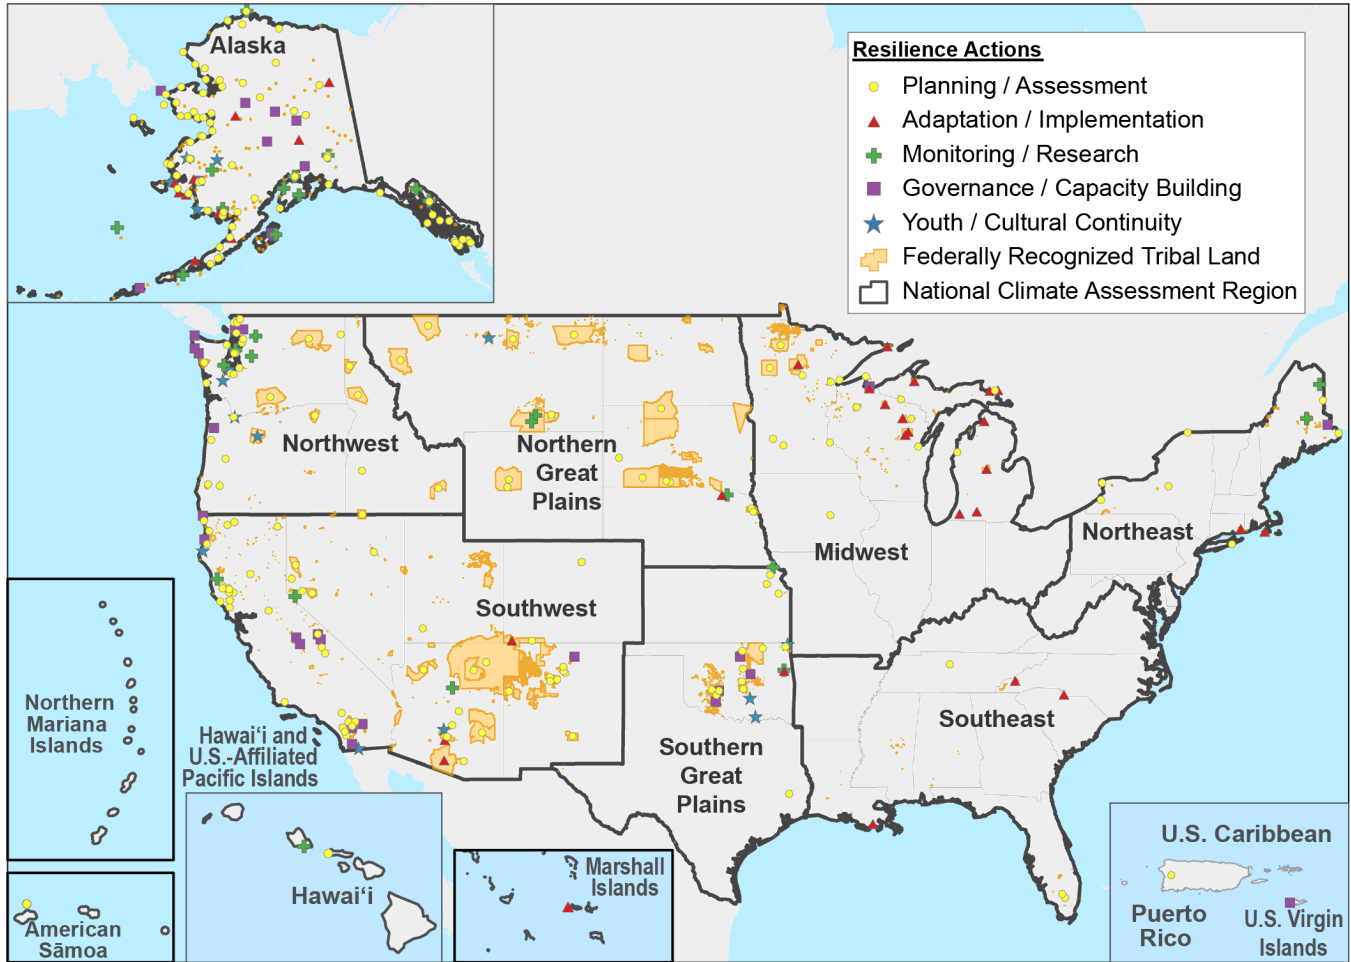 Alaska
Resilience Actions
Planning / Assessment
Adaptation / Implementation
Monitoring / Research
Governance / Capacity Building
Youth / Cultural Continuity
Federally Recognized Tribal Land
National Climate Assessment Region
Northwest
Northern
Great
Plains
Midwest
Northeast
Southwest
Southeast
Southern
Great
Plains
Northern
Mariana
Islands
Hawaiʻi and
U.S.-Affiliated
Pacific Islands
Hawaiʻi
Marshall
Islands
American
Sāmoa
U.S. Caribbean
Puerto
Rico
U.S. Virgin
Islands